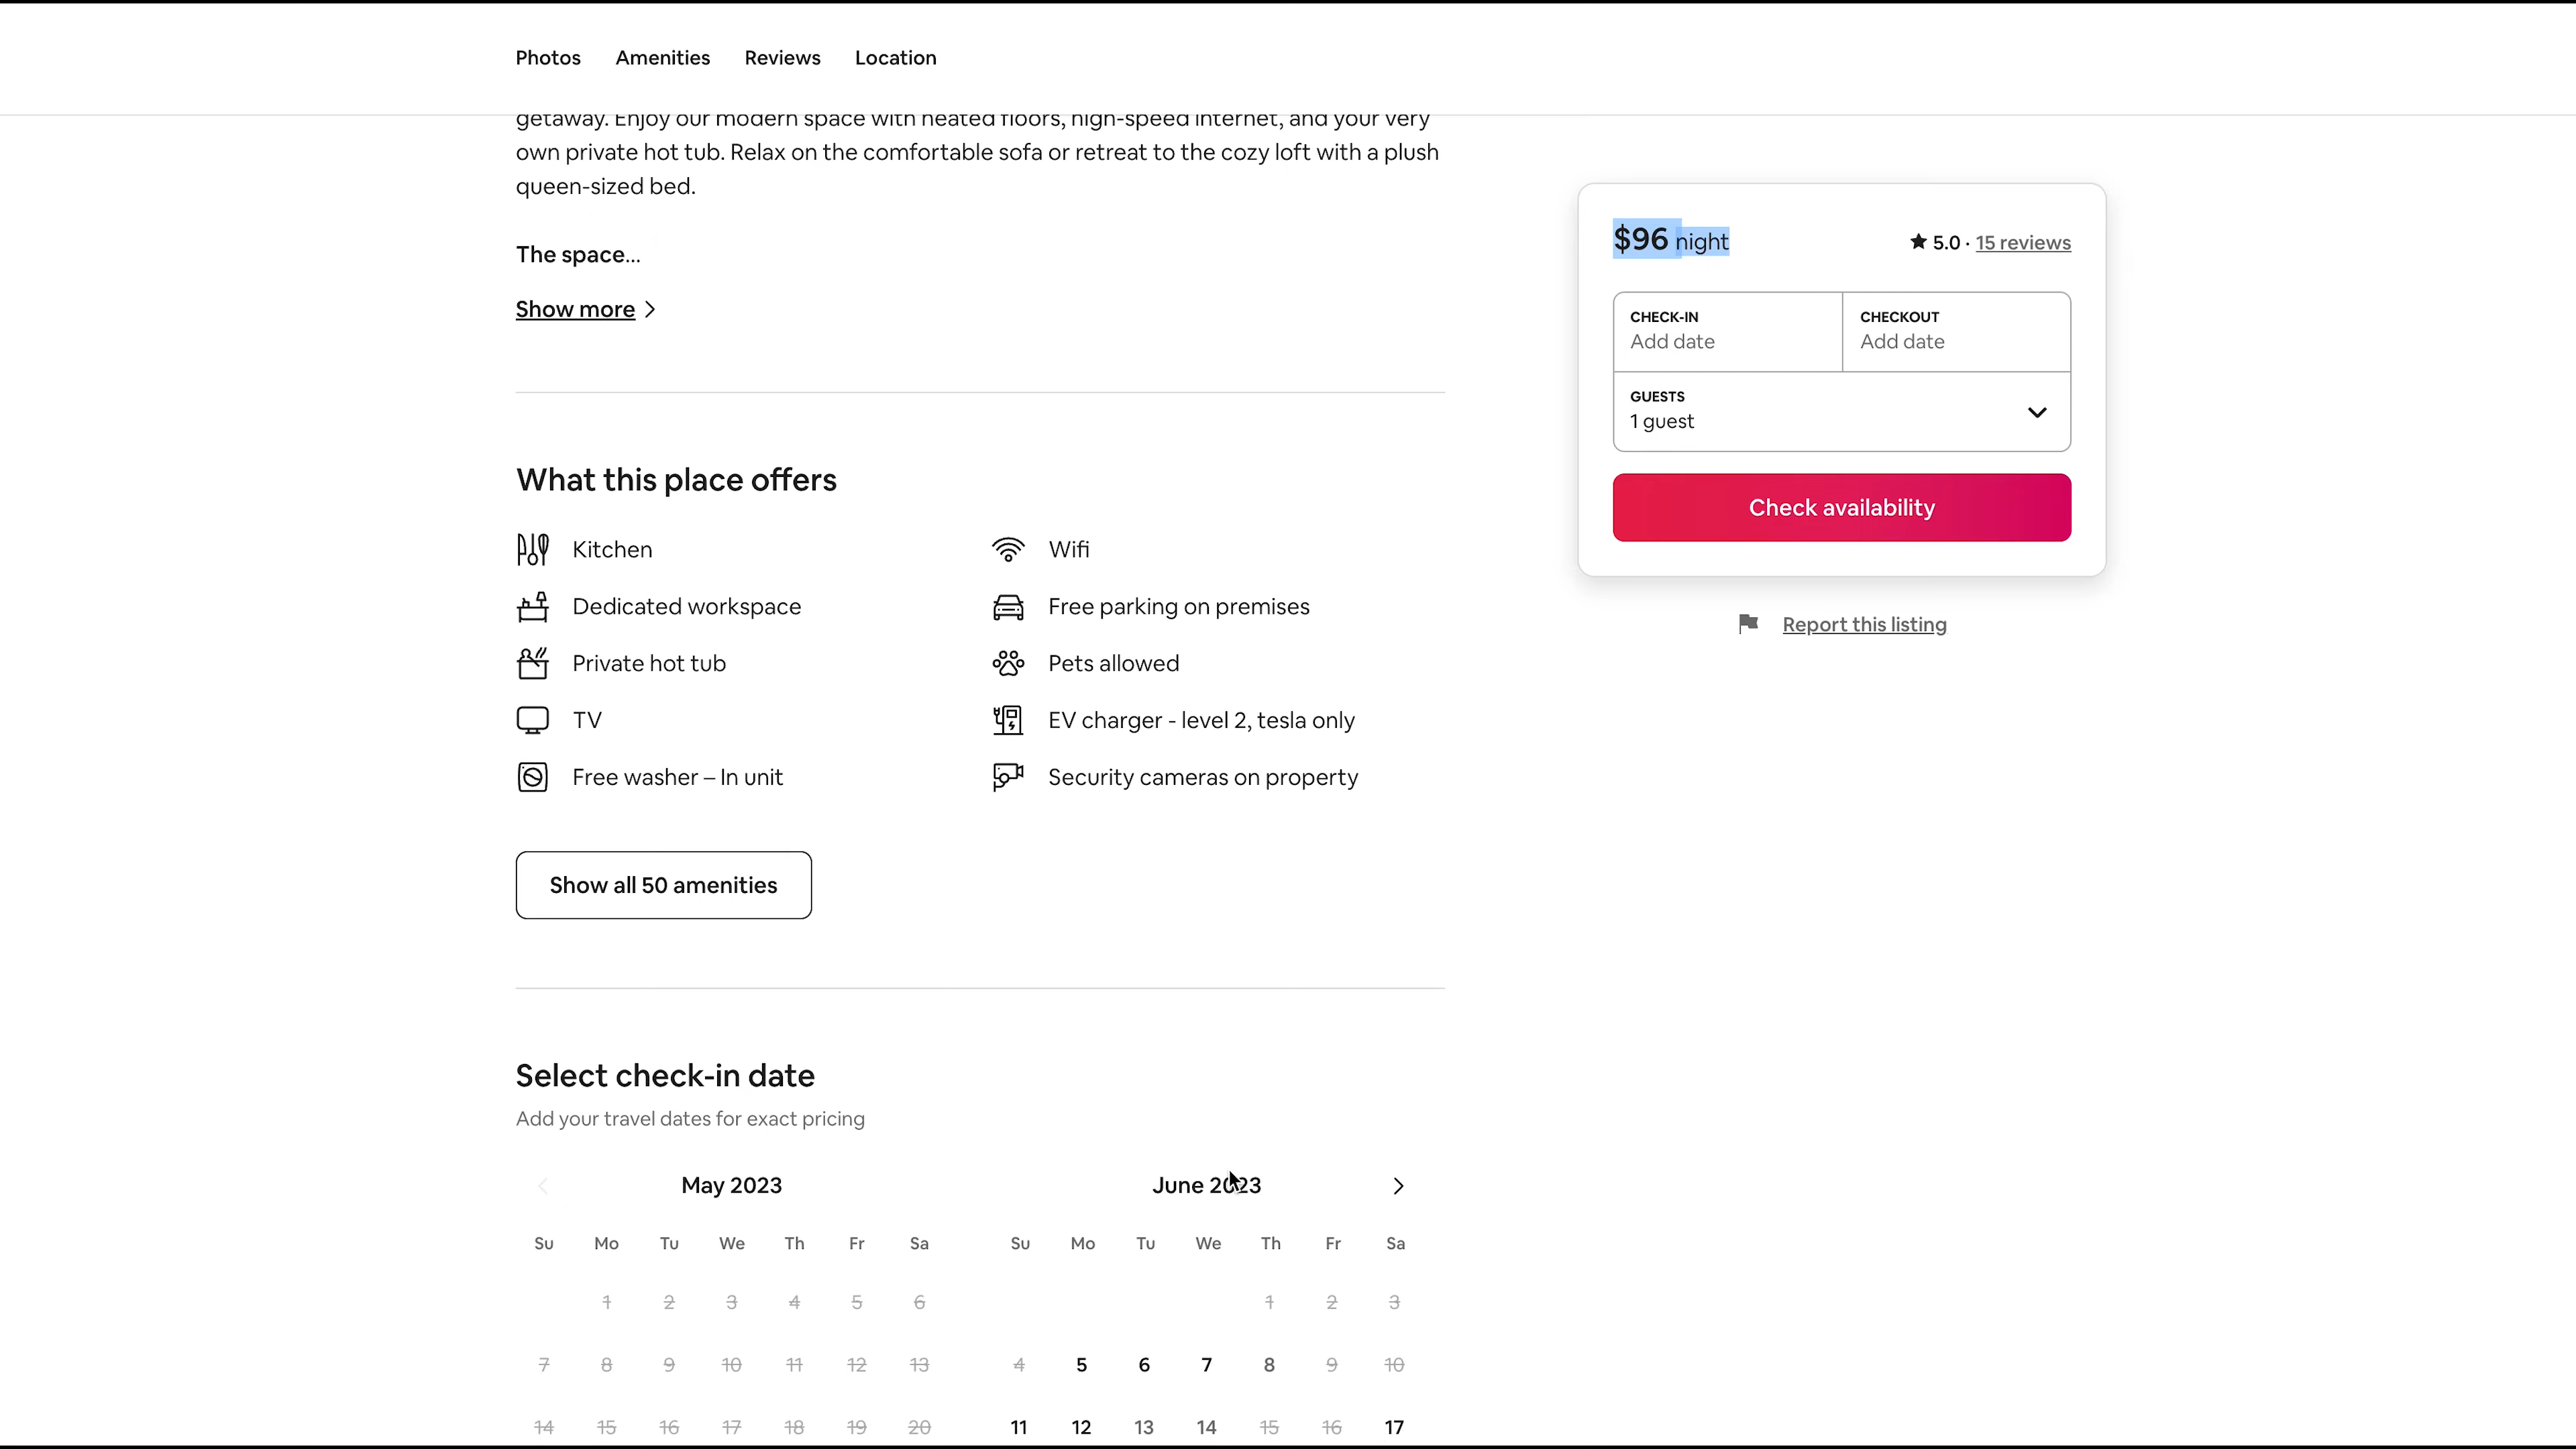 Photos Amenities Reviews Location
getaway. Enjoy our modern space with heated floors, high-speed internet, and your very
own private hot tub. Relax on the comfortable sofa or retreat to the cozy loft with a plush
queen-sized bed.
The space...
Show more
What this place offers
Kitchen
Wifi
Dedicated workspace
Free parking on premises
Private hot tub
Pets allowed
TV
EV charger - level 2, tesla only
Free washer – In unit
Security cameras on property
Show all 50 amenities
Select check-in date
Add your travel dates for exact pricing
May 2023
Su Mo Tu We Th Fr Sa
1 2 3 4 5 6
7 8 9 10 11 12 13
14 15 16 17 18 19 20
June 2023
Su Mo Tu We Th Fr Sa
1 2 3
4 5 6 7 8 9 10
11 12 13 14 15 16 17
$96 night
5.0 · 15 reviews
CHECK-IN
Add date
CHECKOUT
Add date
GUESTS
1 guest
Check availability
Report this listing